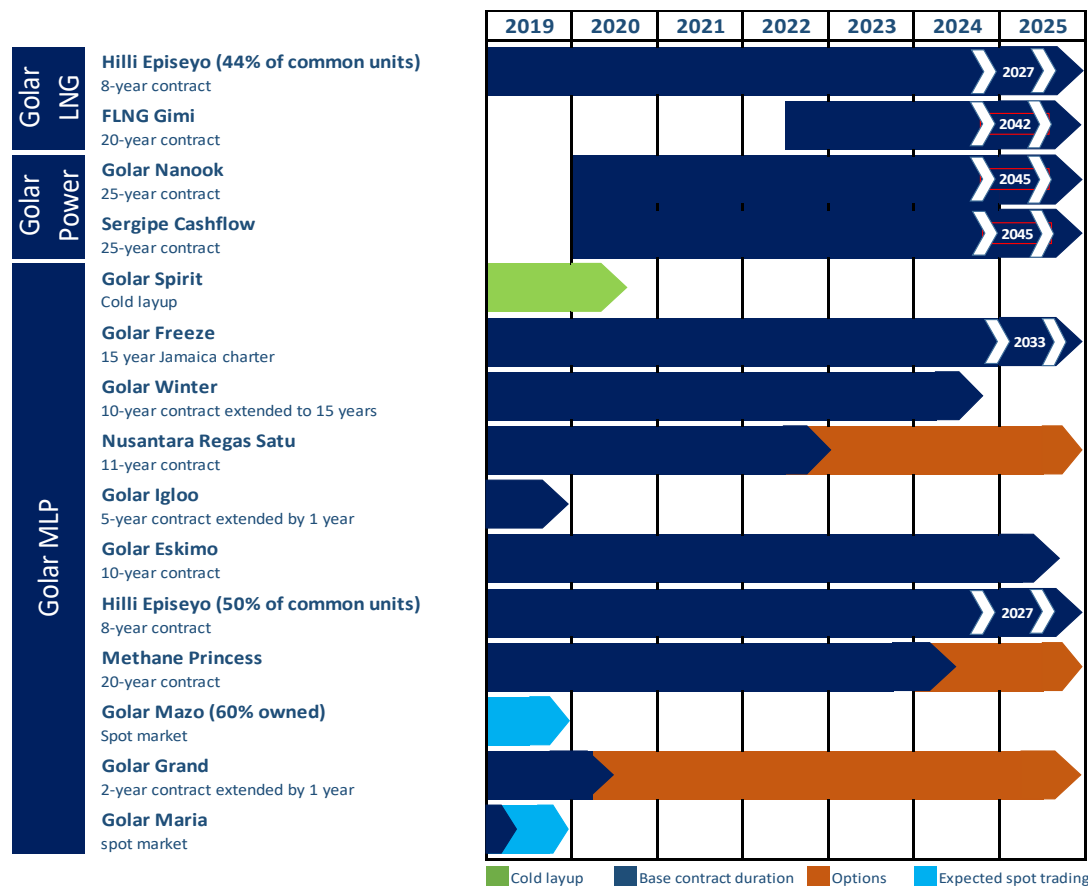 2019 2020 2021 2022 2023 2024 2025
Golar LNG
Hilli Episeyo (44% of common units)
8-year contract
2027
FLNG Gimi
20-year contract
2042
Golar Power
Golar Nanook
25-year contract
2045
Sergipe Cashflow
25-year contract
2045
Golar MLP
Golar Spirit
Cold layup
Golar Freeze
15 year Jamaica charter
2033
Golar Winter
10-year contract extended to 15 years
Nusantara Regas Satu
11-year contract
Golar Igloo
5-year contract extended by 1 year
Golar Eskimo
10-year contract
Hilli Episeyo (50% of common units)
8-year contract
2027
Methane Princess
20-year contract
Golar Mazo (60% owned)
Spot market
Golar Grand
2-year contract extended by 1 year
Golar Maria
spot market
Cold layup Base contract duration Options Expected spot trading